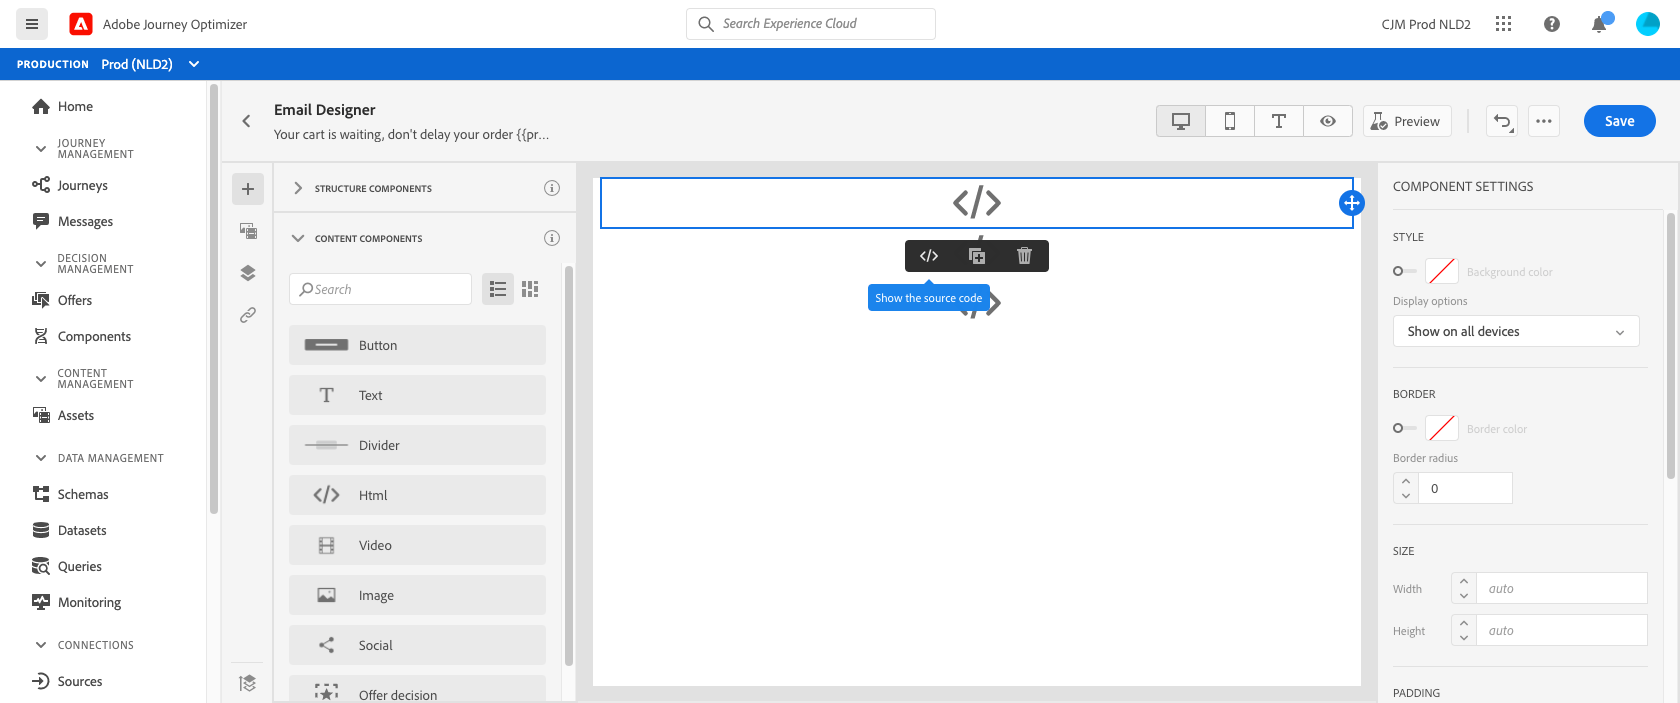 Adobe Journey Optimizer
Search Experience Cloud
CJM Prod NLD2
PRODUCTION Prod (NLD2)
Home
JOURNEY
MANAGEMENT
Journeys
Messages
DECISION
MANAGEMENT
Offers
Components
CONTENT
MANAGEMENT
Assets
DATA MANAGEMENT
Schemas
Datasets
Queries
Monitoring
CONNECTIONS
Sources
Email Designer
Your cart is waiting, don't delay your order {{pr...
Preview
Save
STRUCTURE COMPONENTS
CONTENT COMPONENTS
Search
Button
Text
Divider
Html
Video
Image
Social
Offer decision
Show the source code
COMPONENT SETTINGS
STYLE
Background color
Display options
Show on all devices
BORDER
Border color
Border radius
0
SIZE
Width auto
Height auto
PADDING